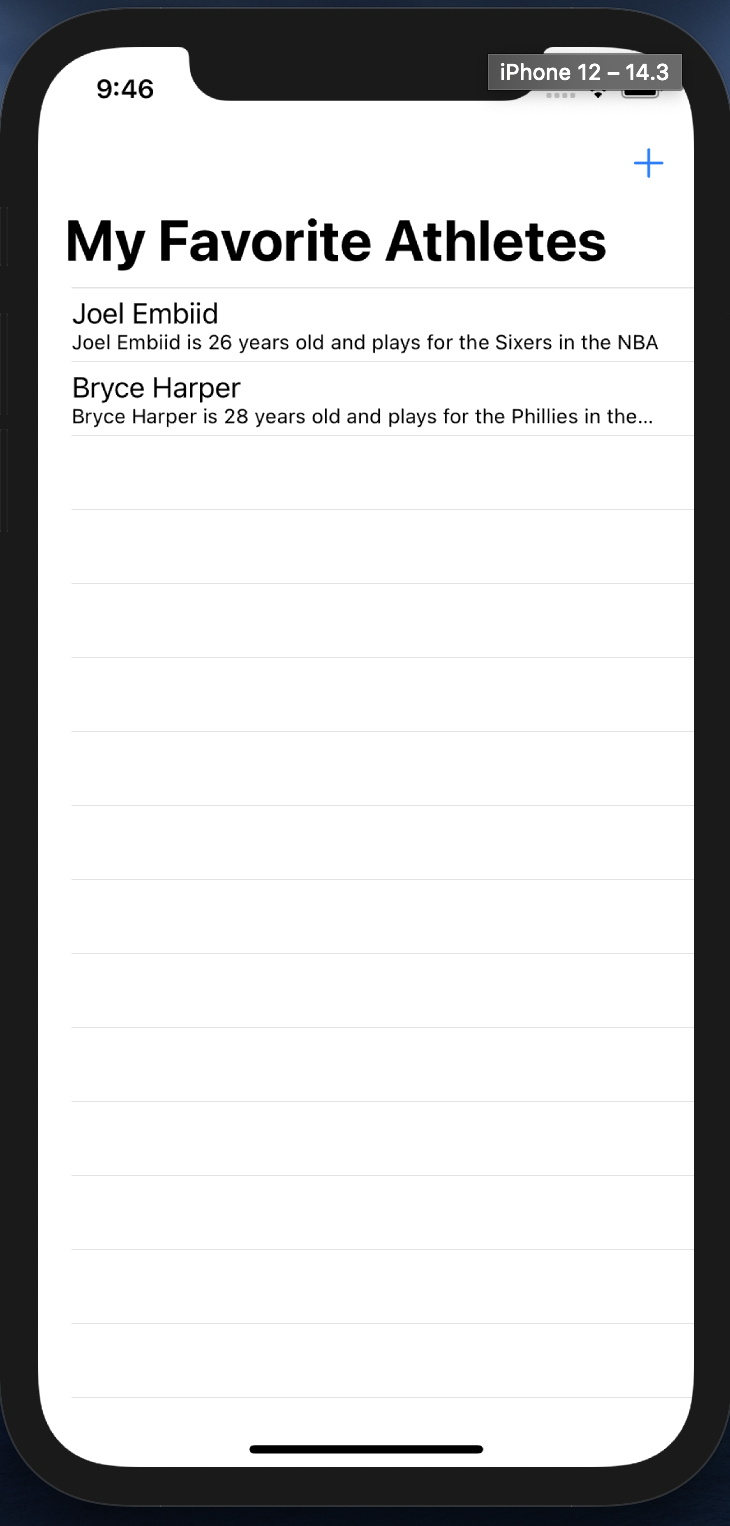 9:46
iPhone 12 – 14.3
My Favorite Athletes
Joel Embiid
Joel Embiid is 26 years old and plays for the Sixers in the NBA
Bryce Harper
Bryce Harper is 28 years old and plays for the Phillies in the...